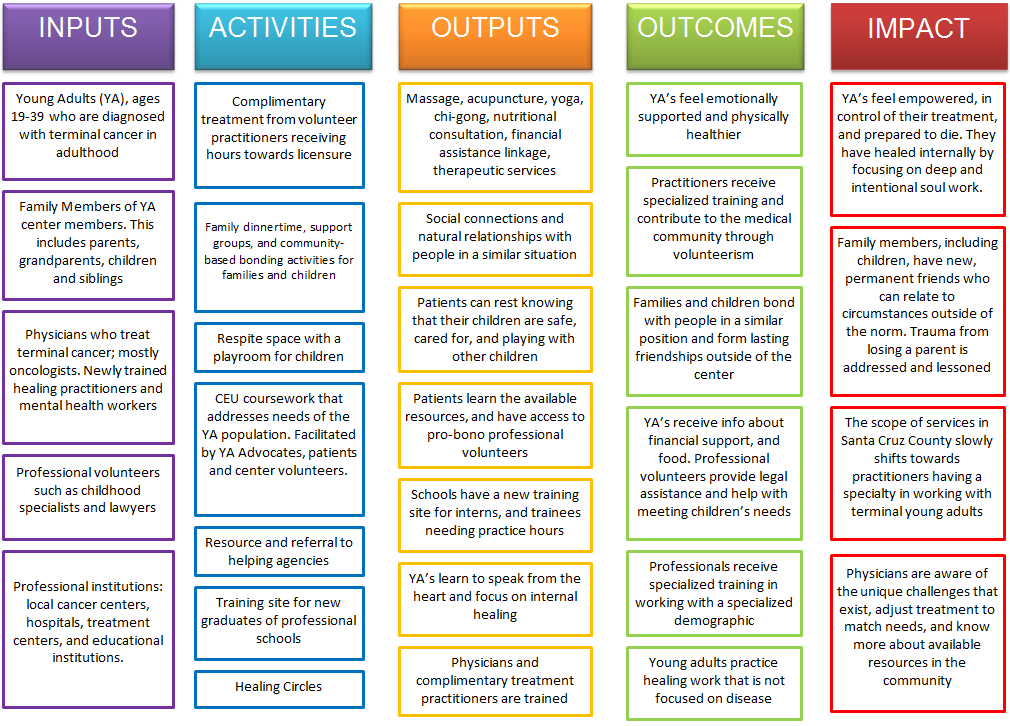 INPUTS
ACTIVITIES
OUTPUTS
OUTCOMES
IMPACT
Young Adults (YA), ages
19-39 who are diagnosed
with terminal cancer in
adulthood
Family Members of YA
center members. This
includes parents,
grandparents, children
and siblings
Physicians who treat
terminal cancer; mostly
oncologists. Newly trained
healing practitioners and
mental health workers
Professional volunteers
such as childhood
specialists and lawyers
Professional institutions:
local cancer centers,
hospitals, treatment
centers, and educational
institutions.
Complimentary
treatment from volunteer
practitioners receiving
hours towards licensure
Family dinnertime, support
groups, and community-
based bonding activities for
families and children
Respite space with a
playroom for children
CEU coursework that
addresses needs of the
YA population. Facilitated
by YA Advocates, patients
and center volunteers.
Resource and referral to
helping agencies
Training site for new
graduates of professional
schools
Healing Circles
Massage, acupuncture, yoga,
chi-gong, nutritional
consultation, financial
assistance linkage,
therapeutic services
Social connections and
natural relationships with
people in a similar situation
Patients can rest knowing
that their children are safe,
cared for, and playing with
other children
Patients learn the available
resources, and have access to
pro-bono professional
volunteers
Schools have a new training
site for interns, and trainees
needing practice hours
YA's learn to speak from the
heart and focus on internal
healing
Physicians and
complimentary treatment
practitioners are trained
YA's feel emotionally
supported and physically
healthier
Practitioners receive
specialized training and
contribute to the medical
community through
volunteerism
Families and children bond
with people in a similar
position and form lasting
friendships outside of the
center
YA's receive info about
financial support, and
food. Professional
volunteers provide legal
assistance and help with
meeting children's needs
Professionals receive
specialized training in
working with a specialized
demographic
Young adults practice
healing work that is not
focused on disease
YA's feel empowered, in
control of their treatment,
and prepared to die. They
have healed internally by
focusing on deep and
intentional soul work.
Family members, including
children, have new,
permanent friends who
can relate to
circumstances outside of
the norm. Trauma from
losing a parent is
addressed and lessoned
The scope of services in
Santa Cruz County slowly
shifts towards
practitioners having a
specialty in working with
terminal young adults
Physicians are aware of
the unique challenges that
exist, adjust treatment to
match needs, and know
more about available
resources in the
community